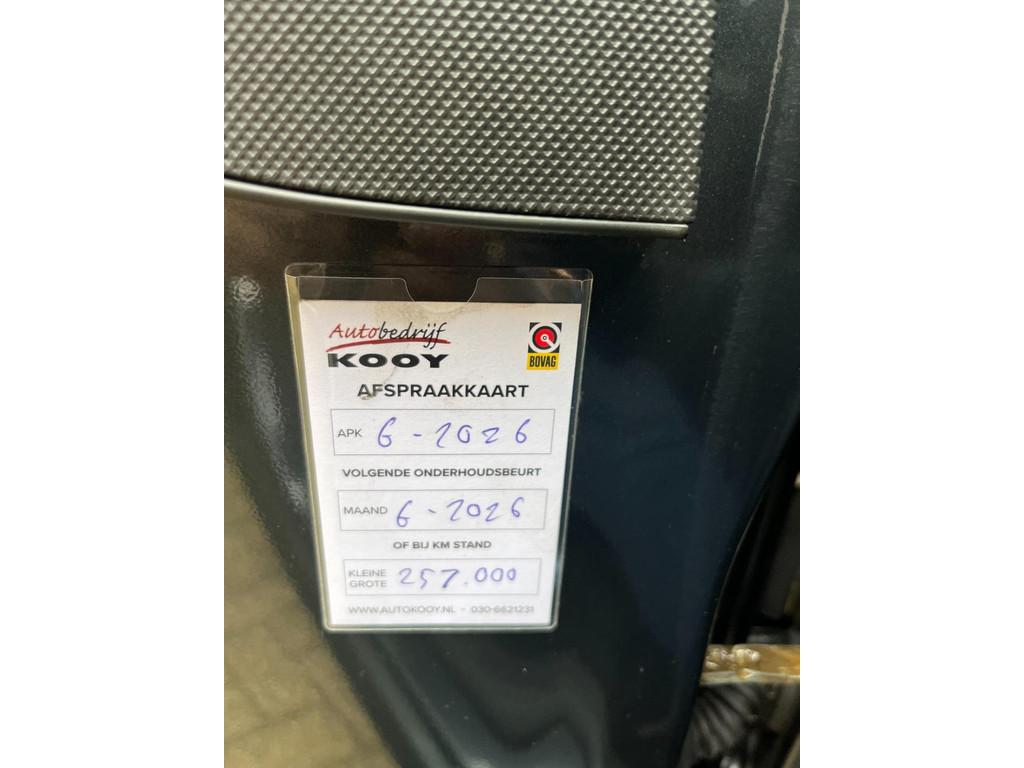 Autobedrijf
KOOY
BOVAG
AFSPRAAKKAART
APK 6-2026
VOLGENDE ONDERHOUDSBEURT
MAAND 6-2026
OF BIJ KM STAND
KLEINE
GROTE 257.000
WWW.AUTOKOOY.NL - 030-6621231